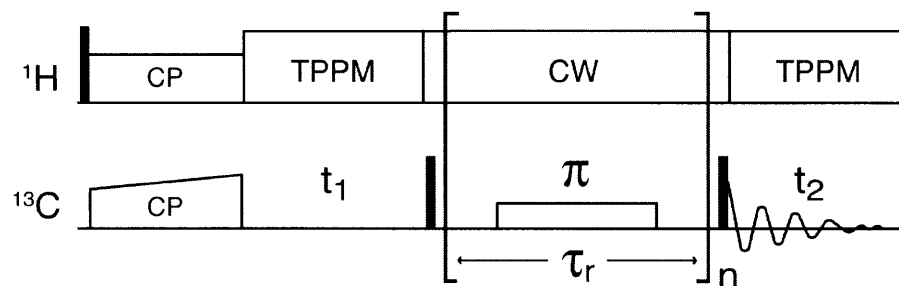 ¹H CP TPPM CW TPPM
¹³C CP t₁ π t₂
τᵣ n